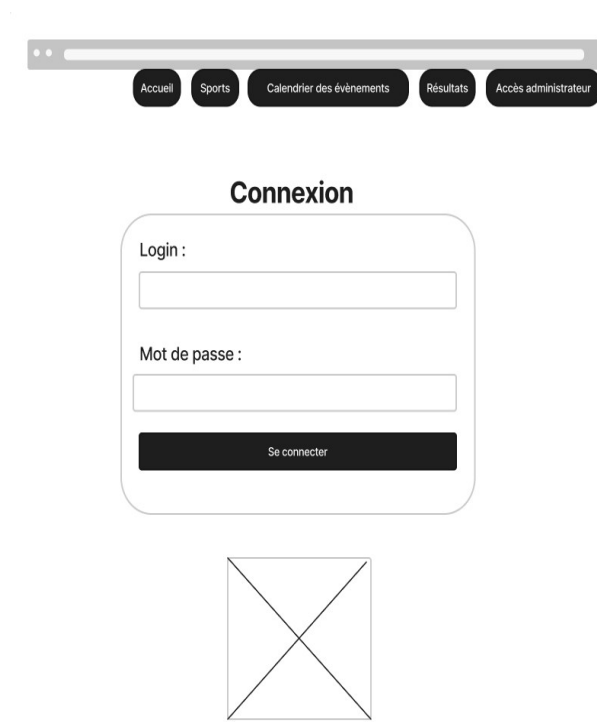 Accueil Sports Calendrier des évènements Résultats Accès administrateur
Connexion
Login :
Mot de passe :
Se connecter